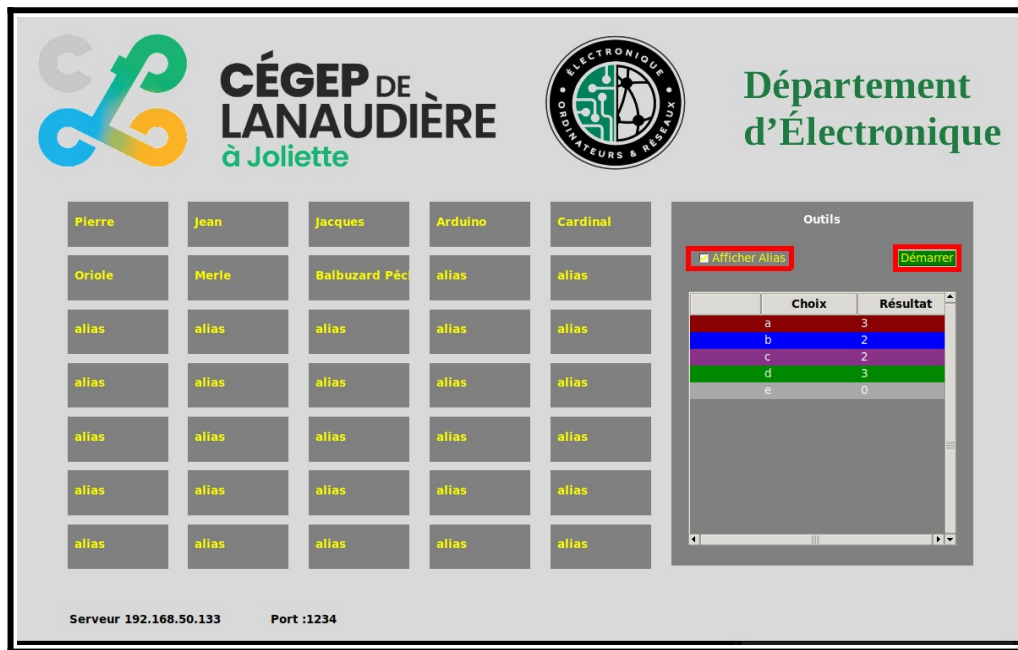 CÉGEP DE
LANAUDIÈRE
à Joliette
ÉLECTRONIQUE
ORDINATEURS & RÉSEAUX
Département
d’Électronique
Pierre Jean Jacques Arduino Cardinal
Oriole Merle Balbuzard Pêc alias alias
alias alias alias alias alias
alias alias alias alias alias
alias alias alias alias alias
alias alias alias alias alias
alias alias alias alias alias
Outils
Afficher Alias Démarrer
Choix Résultat
a 3
b 2
c 2
d 3
e 0
Serveur 192.168.50.133 Port :1234